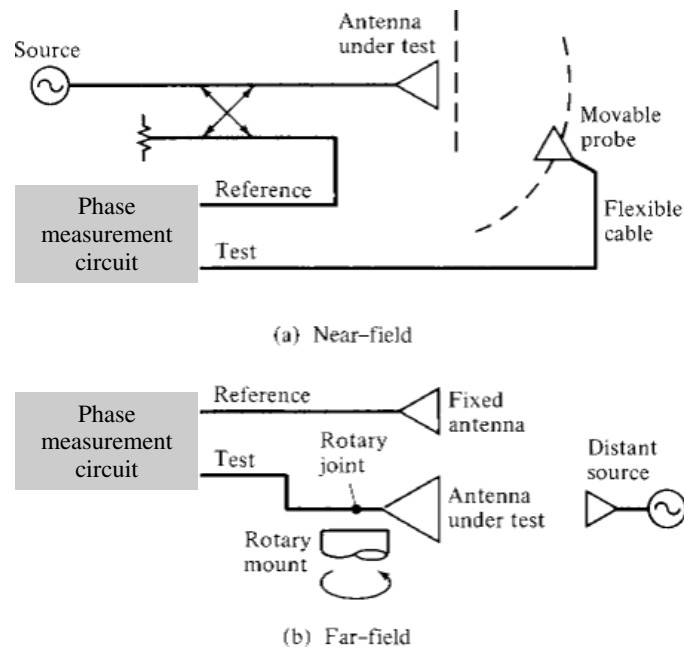 Antenna
under test
Source
Movable
probe
Reference
Phase
measurement
circuit
Flexible
cable
Test
(a) Near-field
Reference
Fixed
antenna
Phase
measurement
circuit
Rotary
joint
Distant
source
Test
Antenna
under test
Rotary
mount
(b) Far-field